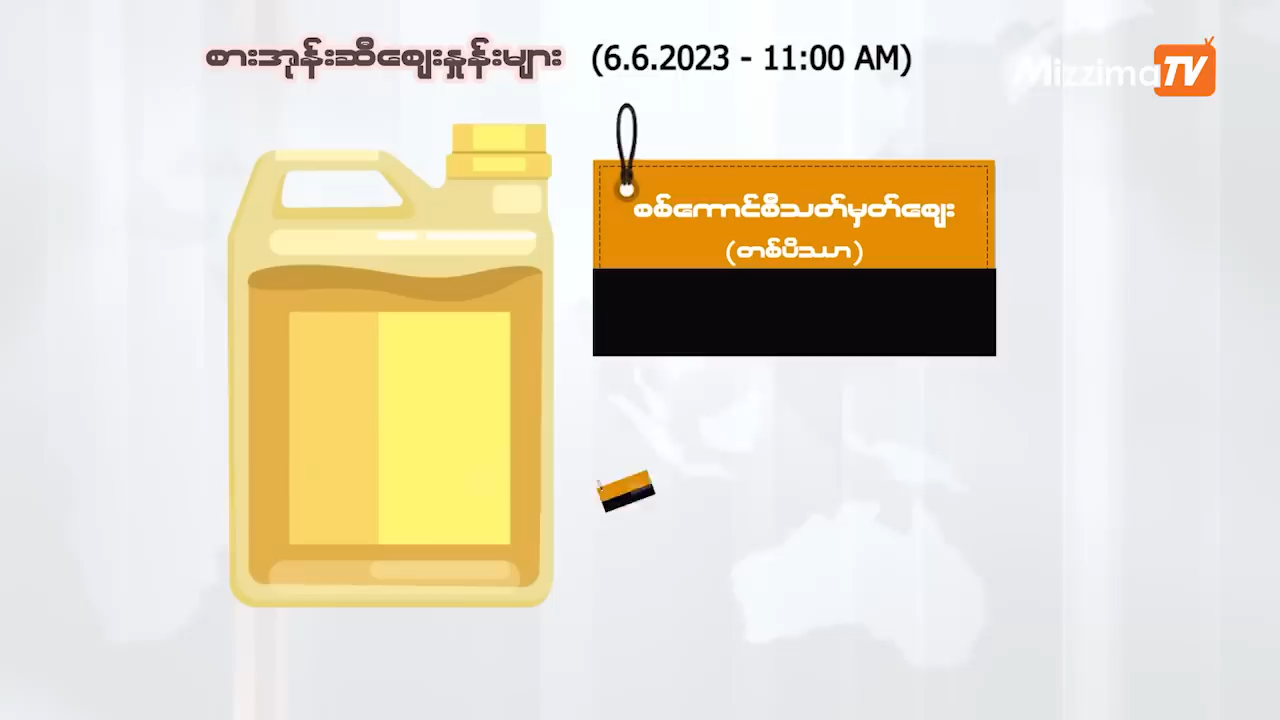 စားအုန်းဆီဈေးနှုန်းများ (6.6.2023 - 11:00 AM)
MizzimaTV
စစ်ကောင်စီသတ်မှတ်ဈေး
(တစ်ပိဿာ)